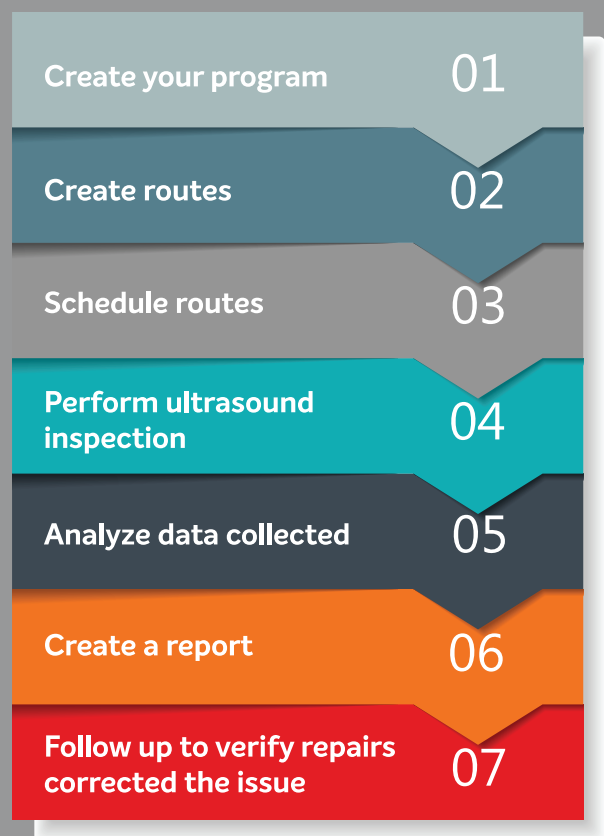 Create your program 01
Create routes 02
Schedule routes 03
Perform ultrasound
inspection 04
Analyze data collected 05
Create a report 06
Follow up to verify repairs
corrected the issue 07